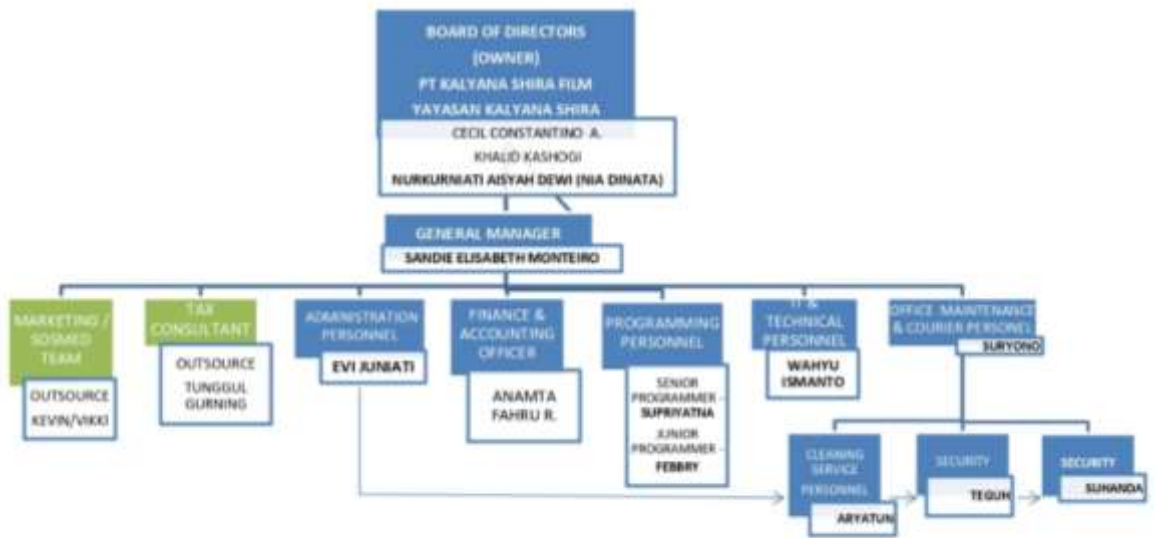 BOARD OF DIRECTORS
(OWNER)
PT KALYANA SHIRA FILM
YAYASAN KALYANA SHIRA
CECIL CONSTANTINO A.
KHALID KASHOGI
NURKURNIATI AISYAH DEWI (NIA DINATA)
GENERAL MANAGER
SANDIE ELISABETH MONTEIRO
MARKETING /
SOSMED
TEAM
OUTSOURCE
KEVIN/VIKKI
TAX
CONSULTANT
OUTSOURCE
TUNGGUL
GURNING
ADMINISTRATION
PERSONNEL
EVI JUNIATI
FINANCE &
ACCOUNTING
OFFICER
ANAMTA
FAHRU R.
PROGRAMMING
PERSONNEL
SENIOR
PROGRAMMER -
SUPRIYATNA
JUNIOR
PROGRAMMER -
FEBBRY
IT &
TECHNICAL
PERSONNEL
WAHYU
ISMANTO
OFFICE MAINTENANCE
& COURIER PERSONEL
SURYONO
CLEANING
SERVICE
PERSONNEL
ARYATUN
SECURITY
TEGUH
SECURITY
SUHANDA